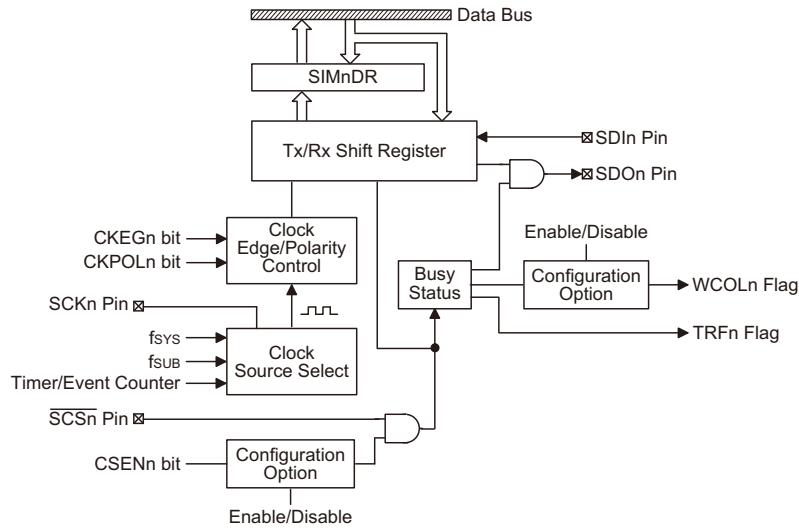 Data Bus
SIMnDR
Tx/Rx Shift Register
SDIn Pin
SDOn Pin
CKEGn bit
CKPOLn bit
Clock
Edge/Polarity
Control
Enable/Disable
Busy
Status
Configuration
Option
WCOLn Flag
TRFn Flag
SCKn Pin
fSYS
fSUB
Timer/Event Counter
Clock
Source Select
SCSn Pin
CSENn bit
Configuration
Option
Enable/Disable